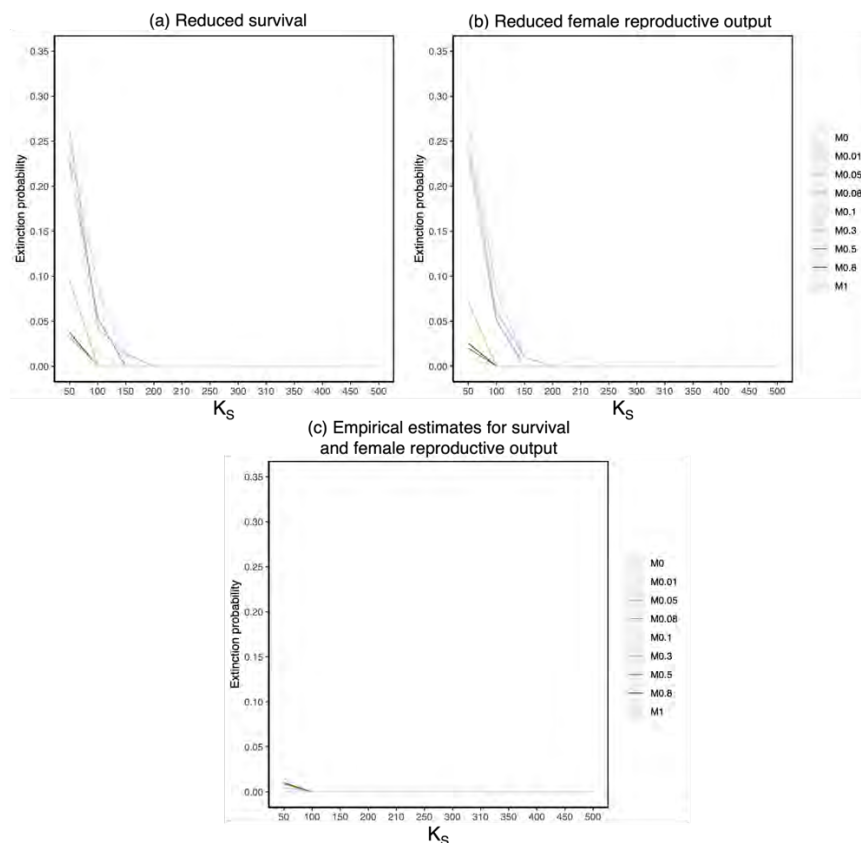 (a) Reduced survival
Extinction probability
0.35
0.30
0.25
0.20
0.15
0.10
0.05
0.00
50 100 150 200 210 250 300 310 350 400 410 450 500
K_S
(b) Reduced female reproductive output
Extinction probability
0.35
0.30
0.25
0.20
0.15
0.10
0.05
0.00
50 100 150 200 210 250 300 310 350 400 410 450 500
K_S
M0
M0.01
M0.05
M0.08
M0.1
M0.3
M0.5
M0.8
M1
(c) Empirical estimates for survival
and female reproductive output
Extinction probability
0.35
0.30
0.25
0.20
0.15
0.10
0.05
0.00
50 100 150 200 210 250 300 310 350 400 410 450 500
K_S
M0
M0.01
M0.05
M0.08
M0.1
M0.3
M0.5
M0.8
M1